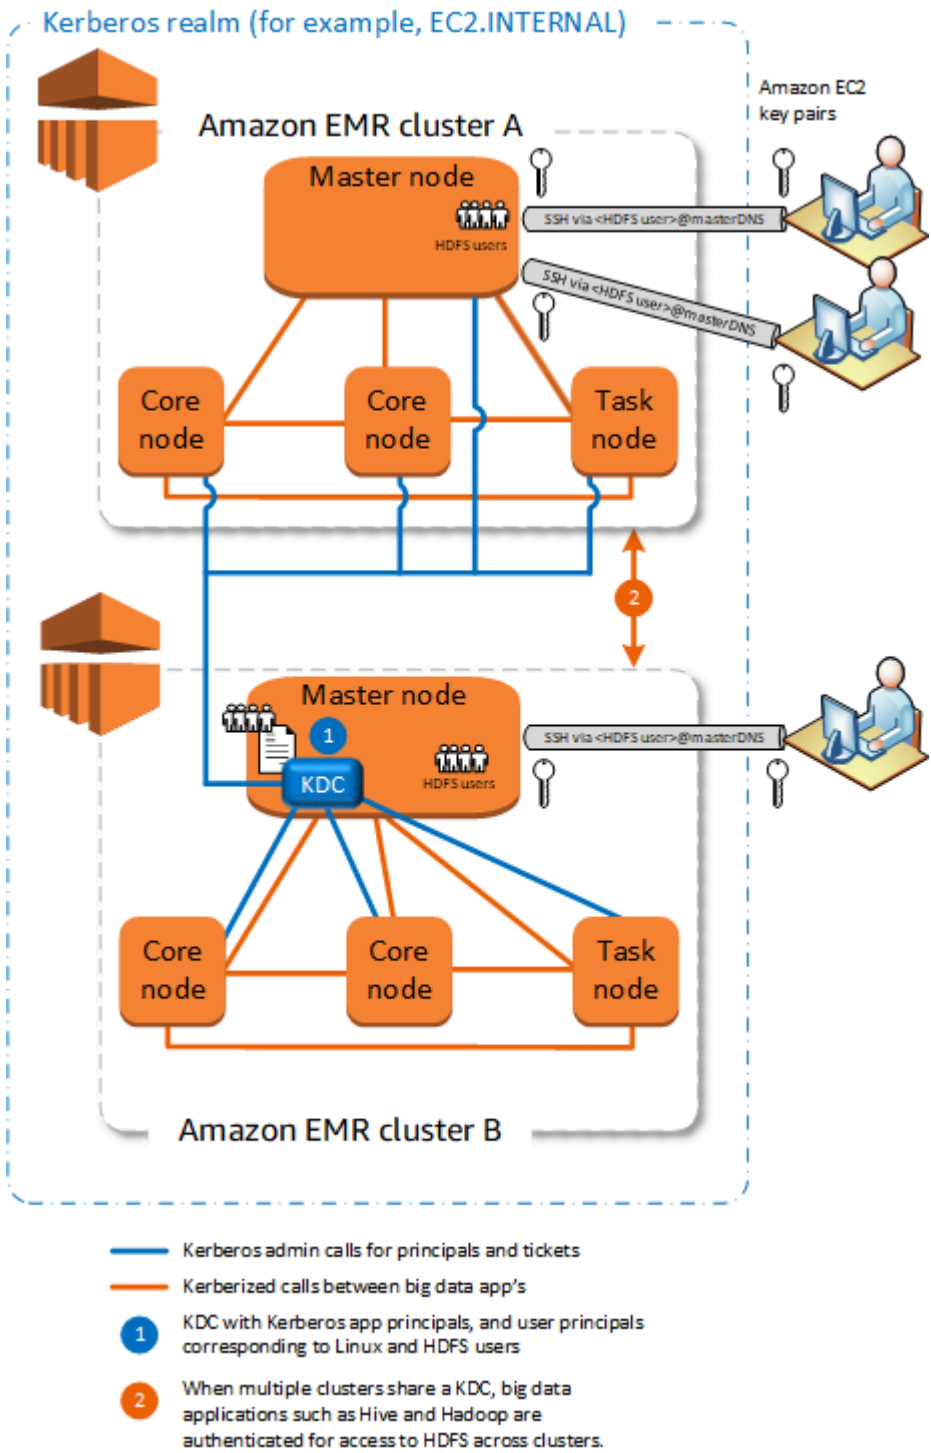 Kerberos realm (for example, EC2.INTERNAL)
Amazon EC2
key pairs
Amazon EMR cluster A
Master node
HDFS users
SSH via <HDFS user>@masterDNS
SSH via <HDFS user>@masterDNS
Core
node
Core
node
Task
node
2
Master node
1
KDC
HDFS users
SSH via <HDFS user>@masterDNS
Core
node
Core
node
Task
node
Amazon EMR cluster B
Kerberos admin calls for principals and tickets
Kerberized calls between big data app's
1
KDC with Kerberos app principals, and user principals
corresponding to Linux and HDFS users
2
When multiple clusters share a KDC, big data
applications such as Hive and Hadoop are
authenticated for access to HDFS across clusters.